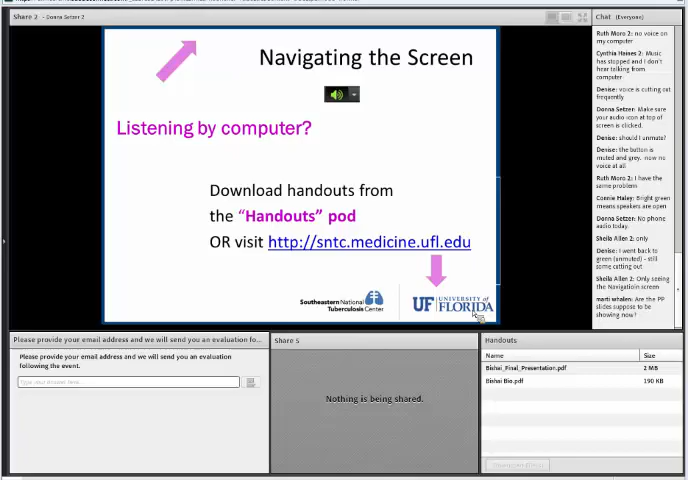 Share 2 - Donna Setzer 2
Navigating the Screen
Listening by computer?
Download handouts from
the "Handouts" pod
OR visit http://sntc.medicine.ufl.edu
Southeastern National
Tuberculosis Center
UF UNIVERSITY of
FLORIDA
Chat (Everyone)
Ruth Moro 2: no voice on
my computer
Cynthia Haines 2: Music
has stopped and I don't
hear talking from
computer
Denise: voice is cutting out
frequently
Donna Setzer: Make sure
your audio icon at top of
screen is clicked.
Denise: should I unmute?
Denise: the button is
muted and grey. now no
voice at all
Ruth Moro 2: I have the
same problem
Connie Haley: Bright green
means speakers are open
Donna Setzer: No phone
audio today.
Sheila Allen 2: only
Denise: I went back to
green (unmuted) - still
some cutting out
Sheila Allen 2: Only seeing
the Navigation screen
marti whalen: Are the PP
slides suppose to be
showing now?
Please provide your email address and we will send you an evaluation fo...
Please provide your email address and we will send you an evaluation
following the event.
Share 5
Nothing is being shared.
Handouts
Name Size
Bishai_Final_Presentation.pdf 2 MB
Bishai Bio.pdf 190 KB